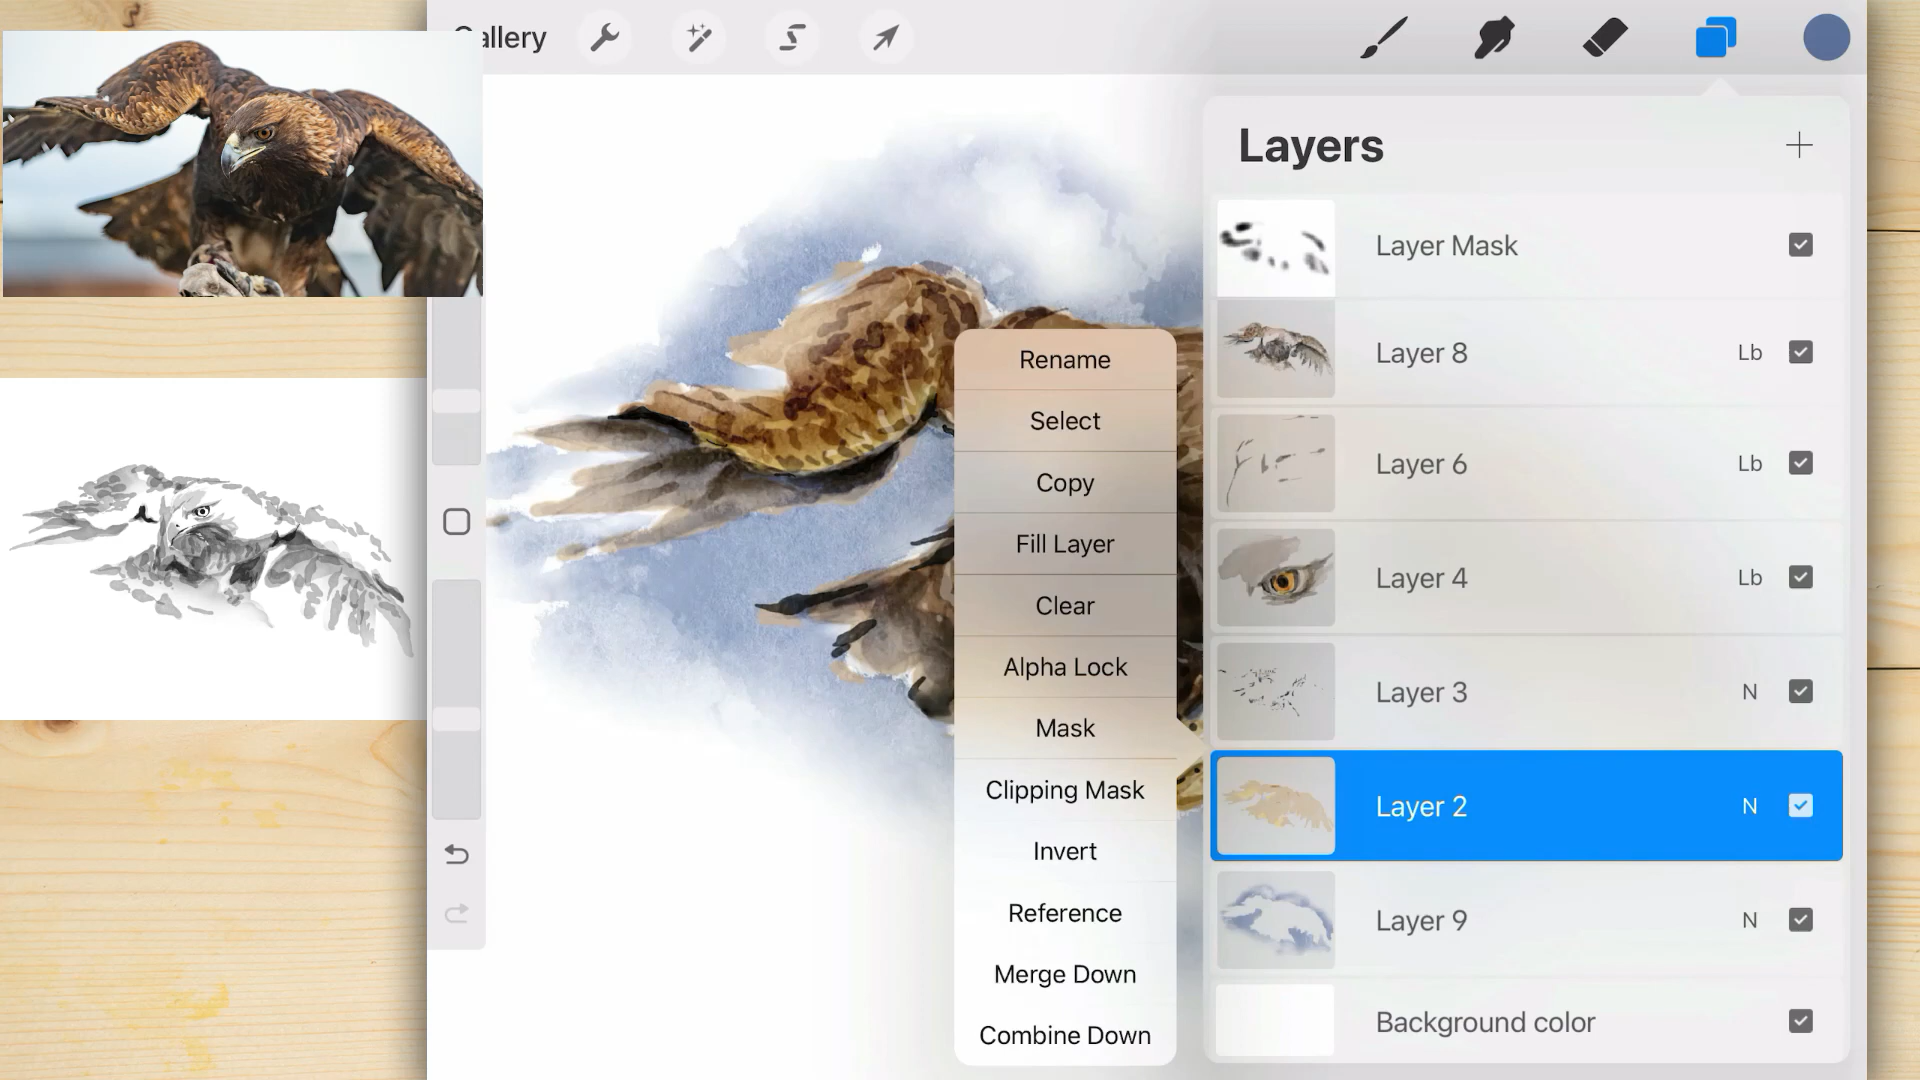 allery
Layers
Layer Mask
Layer 8
Lb
Layer 6
Lb
Layer 4
Lb
Layer 3
N
Layer 2
N
Layer 9
N
Background color
Rename
Select
Copy
Fill Layer
Clear
Alpha Lock
Mask
Clipping Mask
Invert
Reference
Merge Down
Combine Down